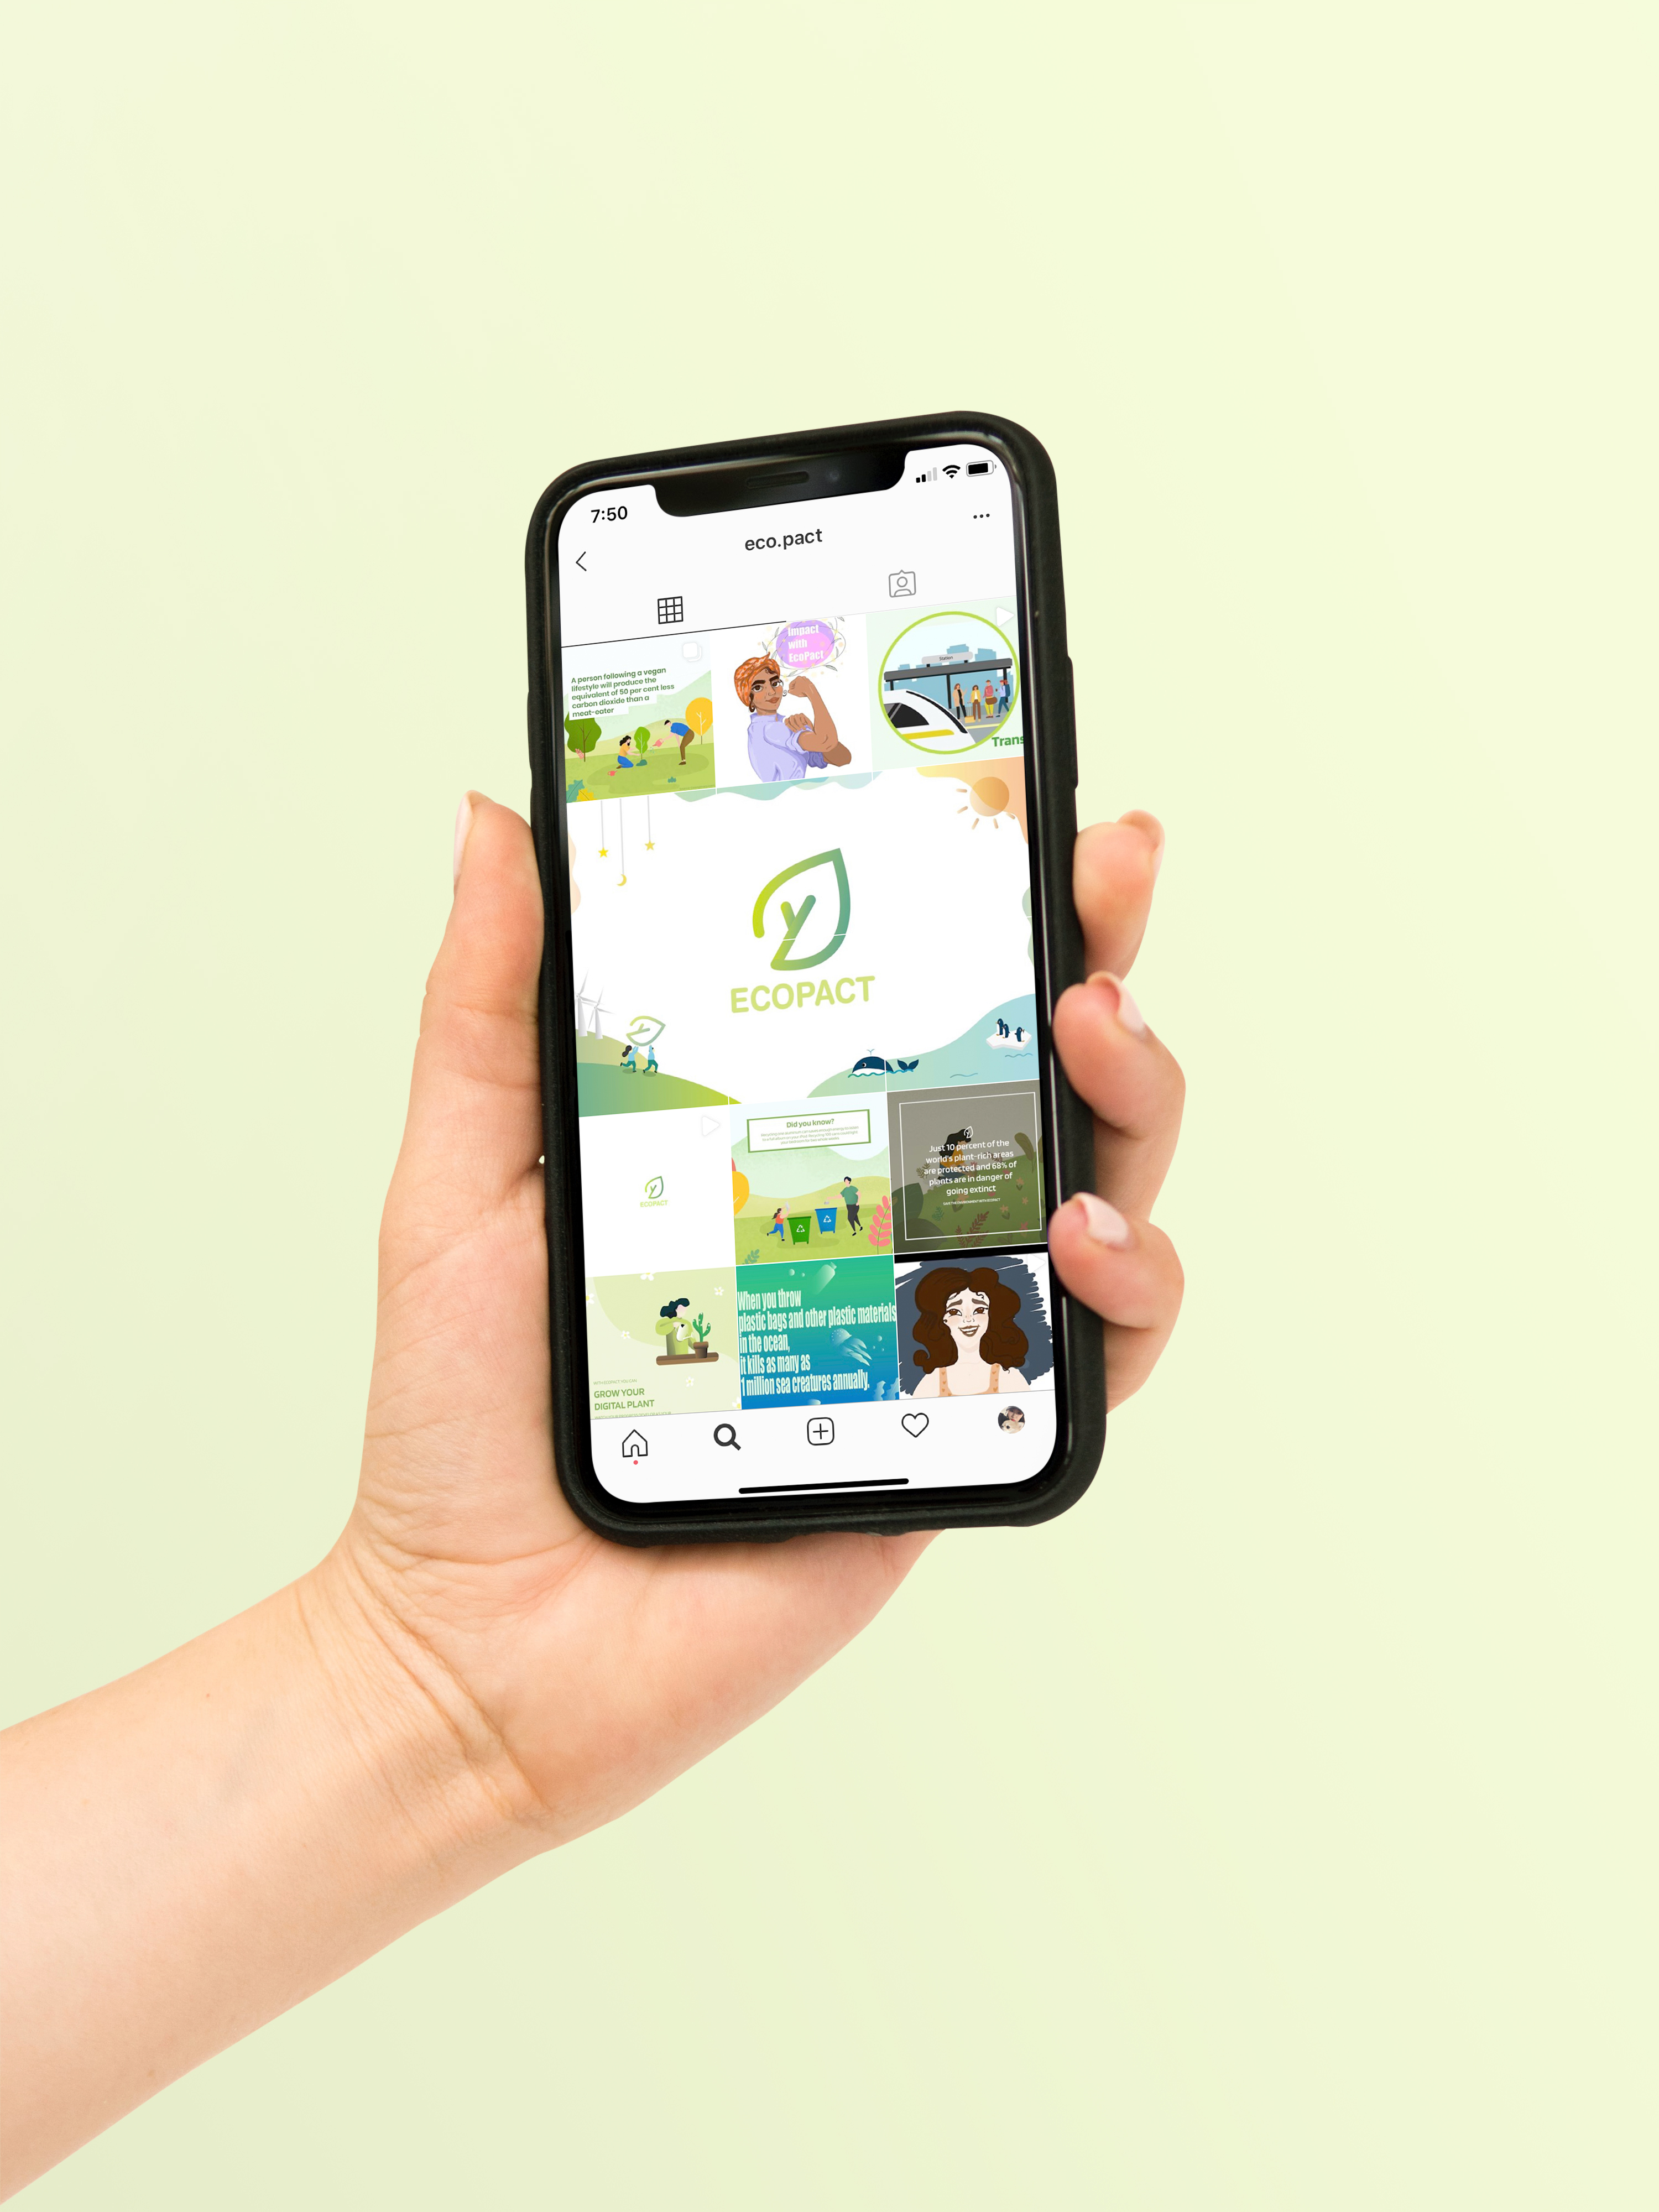 7:50
eco.pact
A person following a vegan
lifestyle will produce the
equivalent of 50 per cent less
carbon dioxide than a
meat-eater
Impact
with
EcoPact
Station
Trans
ECOPACT
ECOPACT
Did you know?
Just 10 percent of the
world's plant-rich areas
are protected and 68% of
plants are in danger of
going extinct
GROW YOUR
DIGITAL PLANT
When you throw
plastic bags and other plastic materials
in the ocean,
it kills as many as
1 million sea creatures annually.